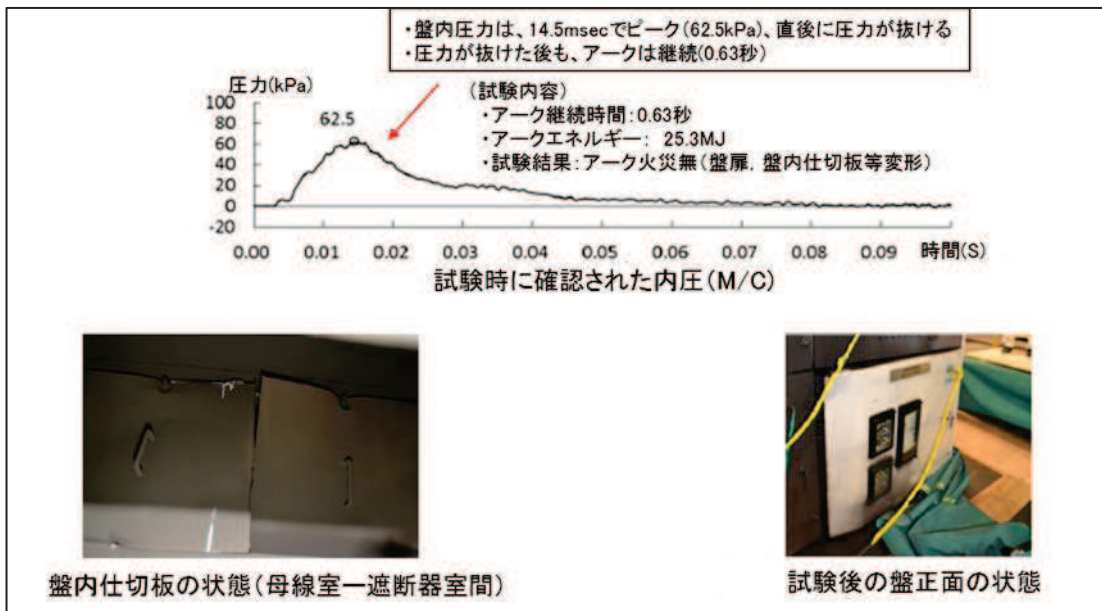 ・盤内圧力は、14.5msecでピーク(62.5kPa)、直後に圧力が抜ける
・圧力が抜けた後も、アークは継続(0.63秒)
圧力(kPa)
100
80
60
40
20
0
-20
62.5
(試験内容)
・アーク継続時間:0.63秒
・アークエネルギー: 25.3MJ
・試験結果:アーク火災無(盤扉, 盤内仕切板等変形)
0.00 0.01 0.02 0.03 0.04 0.05 0.06 0.07 0.08 0.09 時間(S)
試験時に確認された内圧(M/C)
盤内仕切板の状態(母線室ー遮断器室間)
試験後の盤正面の状態